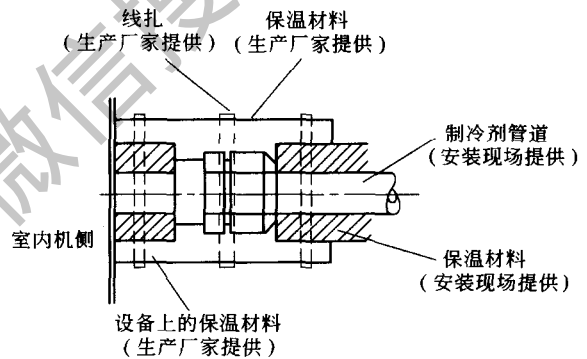 线扎
（生产厂家提供）
保温材料
（生产厂家提供）
制冷剂管道
（安装现场提供）
室内机侧
保温材料
（安装现场提供）
设备上的保温材料
（生产厂家提供）
微信搜